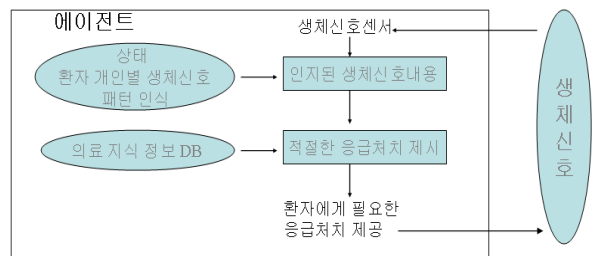 에이전트
생체신호센서
상태
환자 개인별 생체신호
패턴 인식
인지된 생체신호내용
의료 지식 정보 DB
적절한 응급처치 제시
환자에게 필요한
응급처치 제공
생
체
신
호